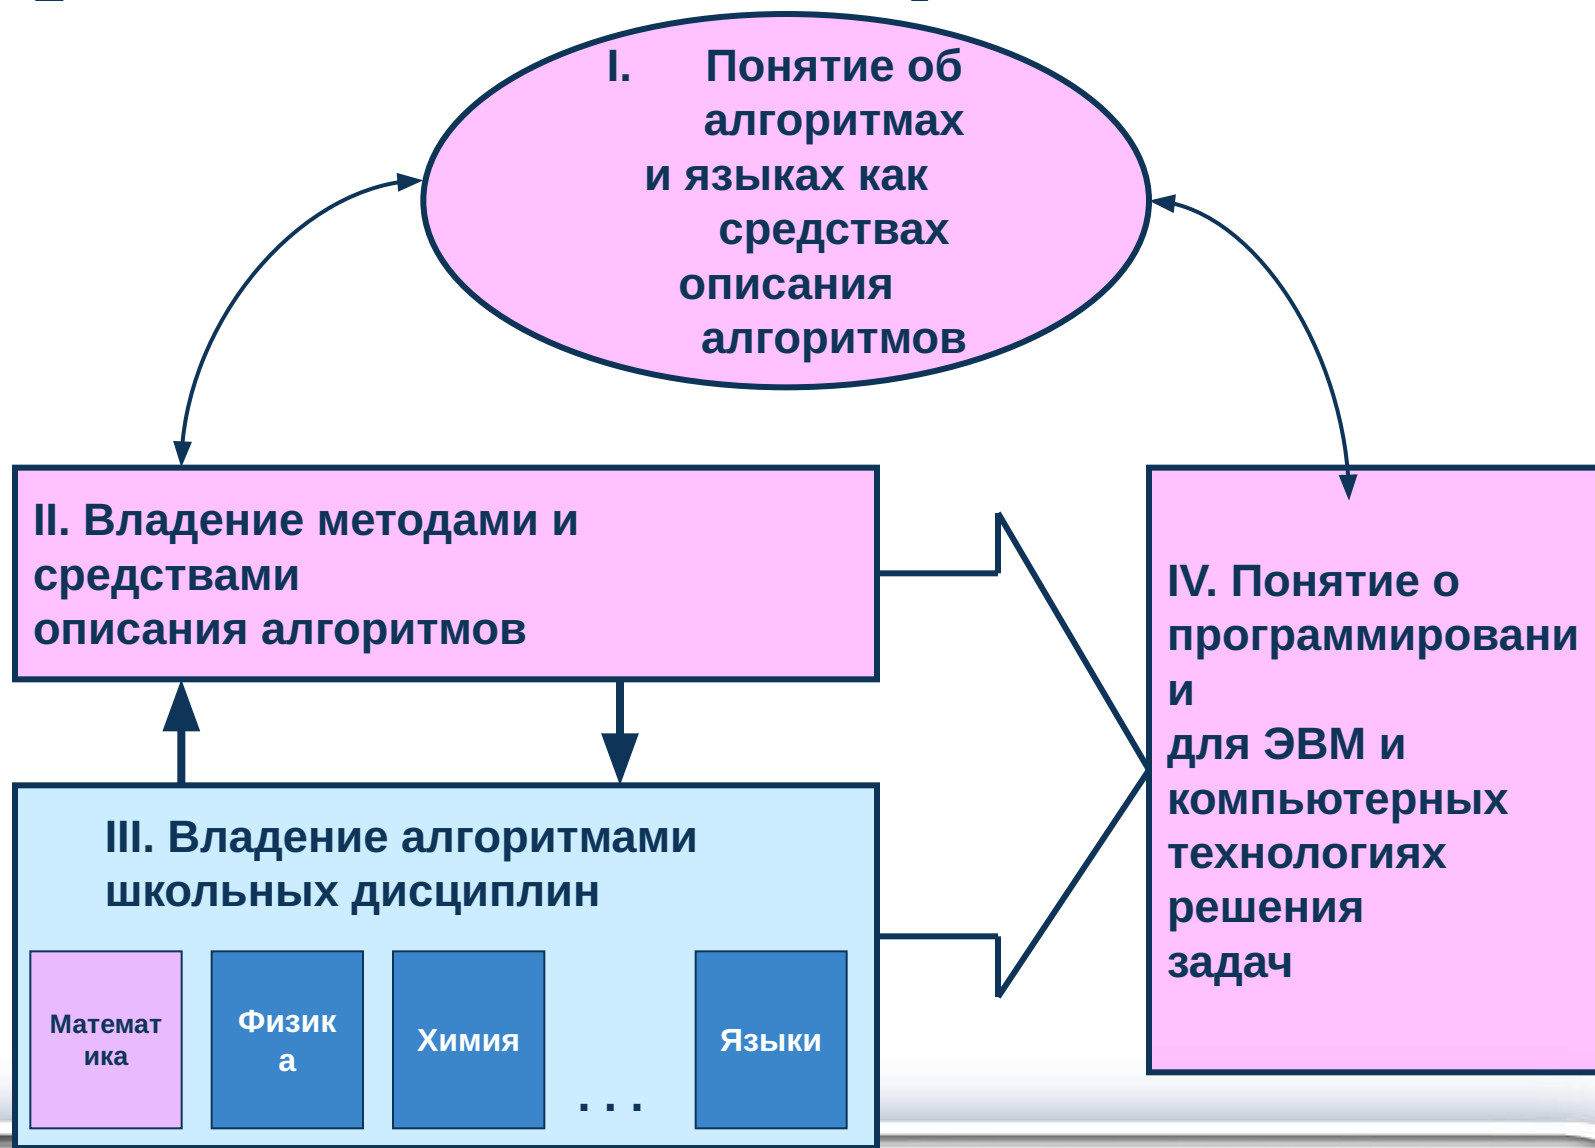 I. Понятие об
алгоритмах
и языках как
средствах
описания
алгоритмов
II. Владение методами и
средствами
описания алгоритмов
IV. Понятие о
программировани
и
для ЭВМ и
компьютерных
технологиях
решения
задач
III. Владение алгоритмами
школьных дисциплин
Математ
ика
Физик
а
Химия
. . .
Языки